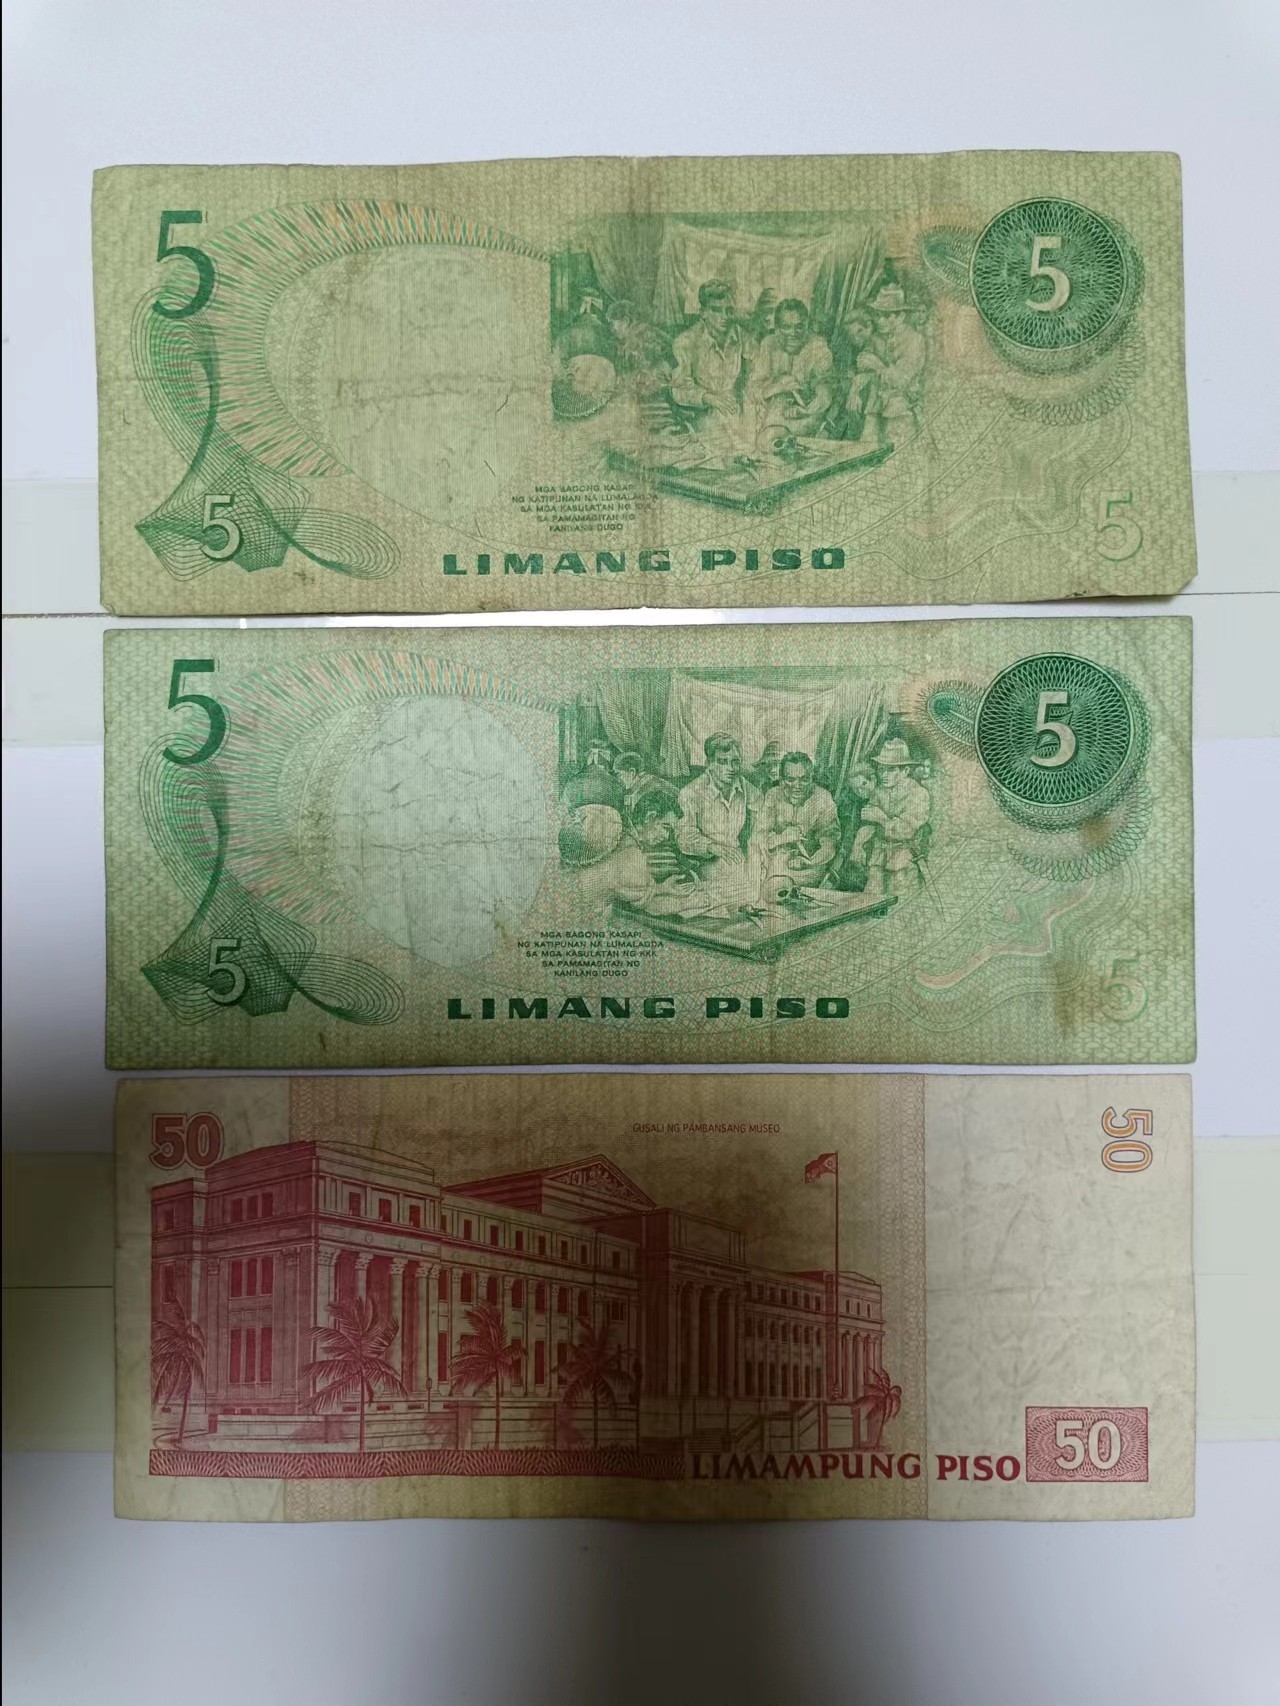 5
5
MGA BAGONG KASAPI
NG KATIPUNAN NA LUMALAGDA
SA MGA KASULATAN NG KKK
SA PAMAMAGITAN NG
KANILANG DUGO
5
5
LIMANG PISO
5
5
MGA BAGONG KASAPI
NG KATIPUNAN NA LUMALAGDA
SA MGA KASULATAN NG KKK
SA PAMAMAGITAN NG
KANILANG DUGO
5
5
LIMANG PISO
50
GUSALI NG PAMBANSANG MUSEO
50
LIMAMPUNG PISO 50